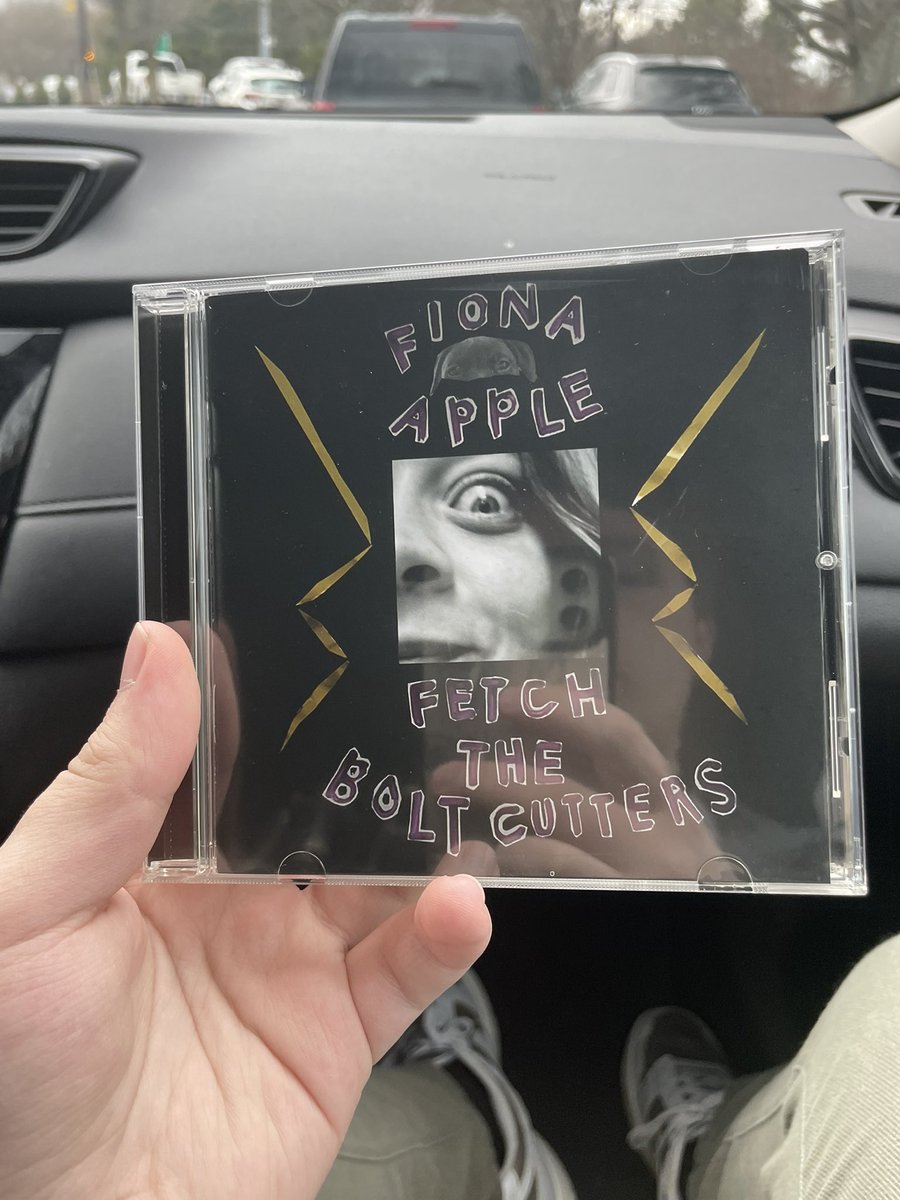 FIONA
APPLE
FETCH
THE
BOLT CUTTERS